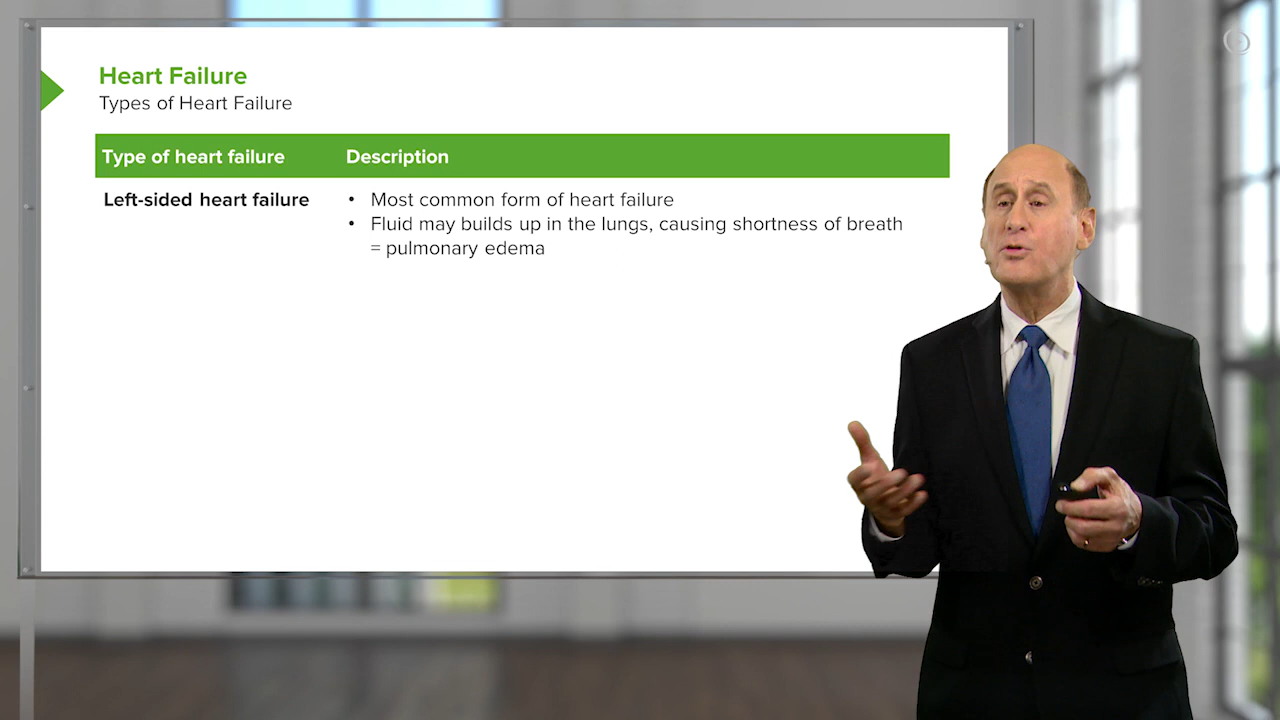 Heart Failure
Types of Heart Failure
Type of heart failure Description
Left-sided heart failure • Most common form of heart failure
• Fluid may builds up in the lungs, causing shortness of breath
= pulmonary edema